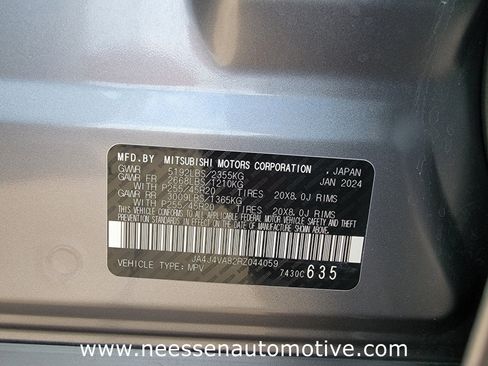 MFD.BY MITSUBISHI MOTORS CORPORATION , JAPAN
GVWR 5192LBS/2355KG JAN 2024
GAWR FR 2668LBS/1210KG
WITH P255/45R20 TIRES 20X8.0J RIMS
GAWR RR 3009LBS/1365KG
WITH P255/45R20 TIRES 20X8.0J RIMS
THIS VEHICLE CONFORMS TO ALL APPLICABLE FEDERAL MOTOR VEHICLE SAFETY AND THEFT
PREVENTION STANDARDS IN EFFECT ON THE DATE OF MANUFACTURE SHOWN ABOVE.
JA4J4VA82RZ044059
VEHICLE TYPE: MPV 7430C635
www.neessenautomotive.com/